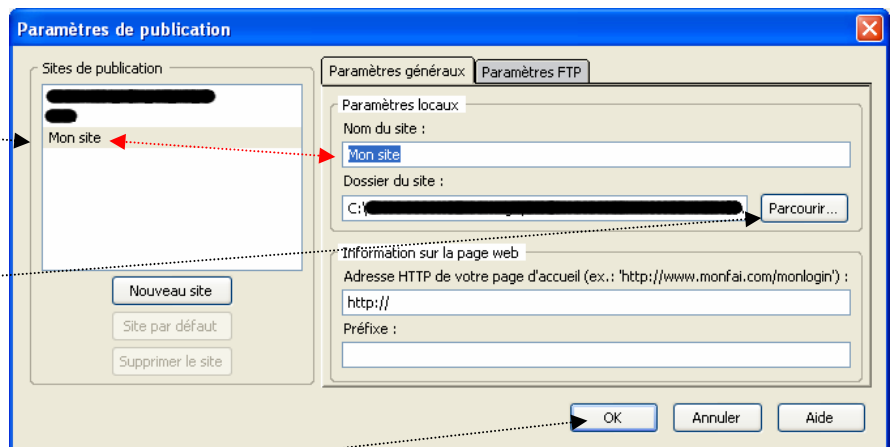 Paramètres de publication
Sites de publication
Mon site
Nouveau site
Site par défaut
Supprimer le site
Paramètres généraux
Paramètres FTP
Paramètres locaux
Nom du site :
Mon site
Dossier du site :
C:\
Parcourir...
Information sur la page web
Adresse HTTP de votre page d'accueil (ex.: 'http://www.monfai.com/monlogin') :
http://
Préfixe :
OK
Annuler
Aide